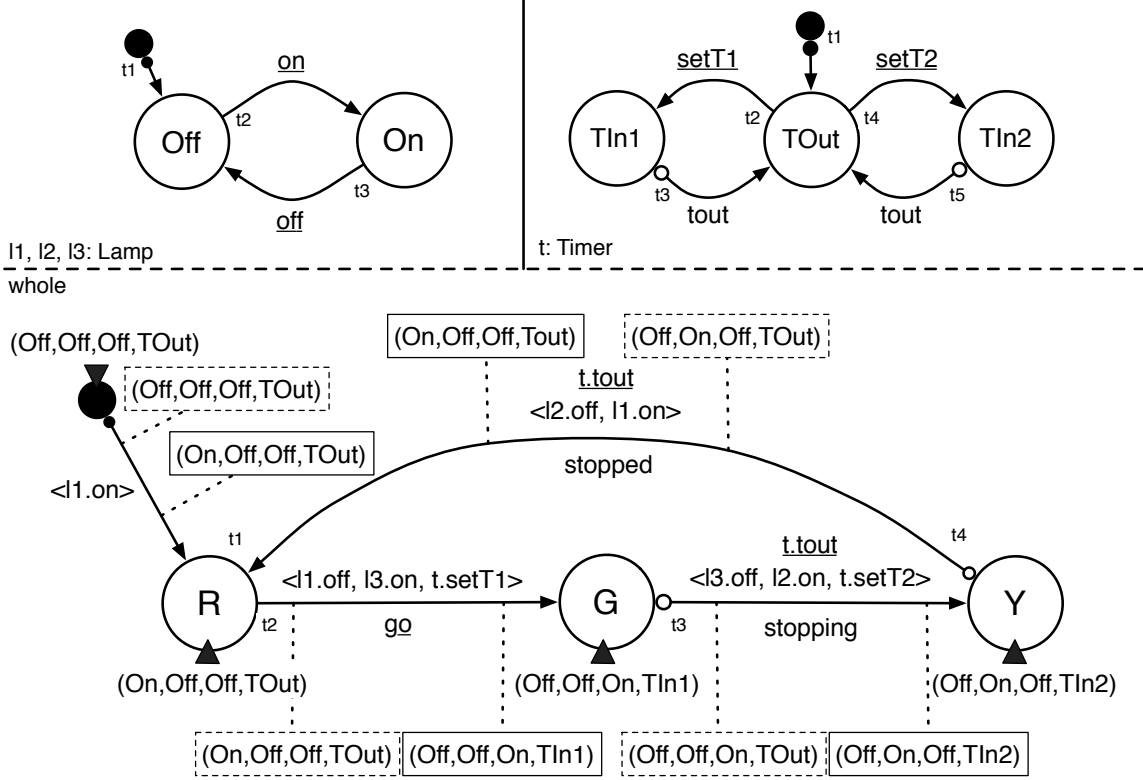 t1
on
Off
t2
On
t3
off
l1, l2, l3: Lamp
t1
setT1
setT2
TIn1
t2
TOut
t4
TIn2
t3
tout
tout
t5
t: Timer
whole
(Off,Off,Off,TOut)
(Off,Off,Off,TOut)
(On,Off,Off,TOut)
<l1.on>
(On,Off,Off,Tout)
(Off,On,Off,TOut)
t.tout
<l2.off, l1.on>
stopped
t1
t4
R
<l1.off, l3.on, t.setT1>
t2
go
G
t.tout
<l3.off, l2.on, t.setT2>
t3
stopping
Y
(On,Off,Off,TOut)
(Off,Off,On,TIn1)
(Off,On,Off,TIn2)
(On,Off,Off,TOut)
(Off,Off,On,TIn1)
(Off,Off,On,TOut)
(Off,On,Off,TIn2)